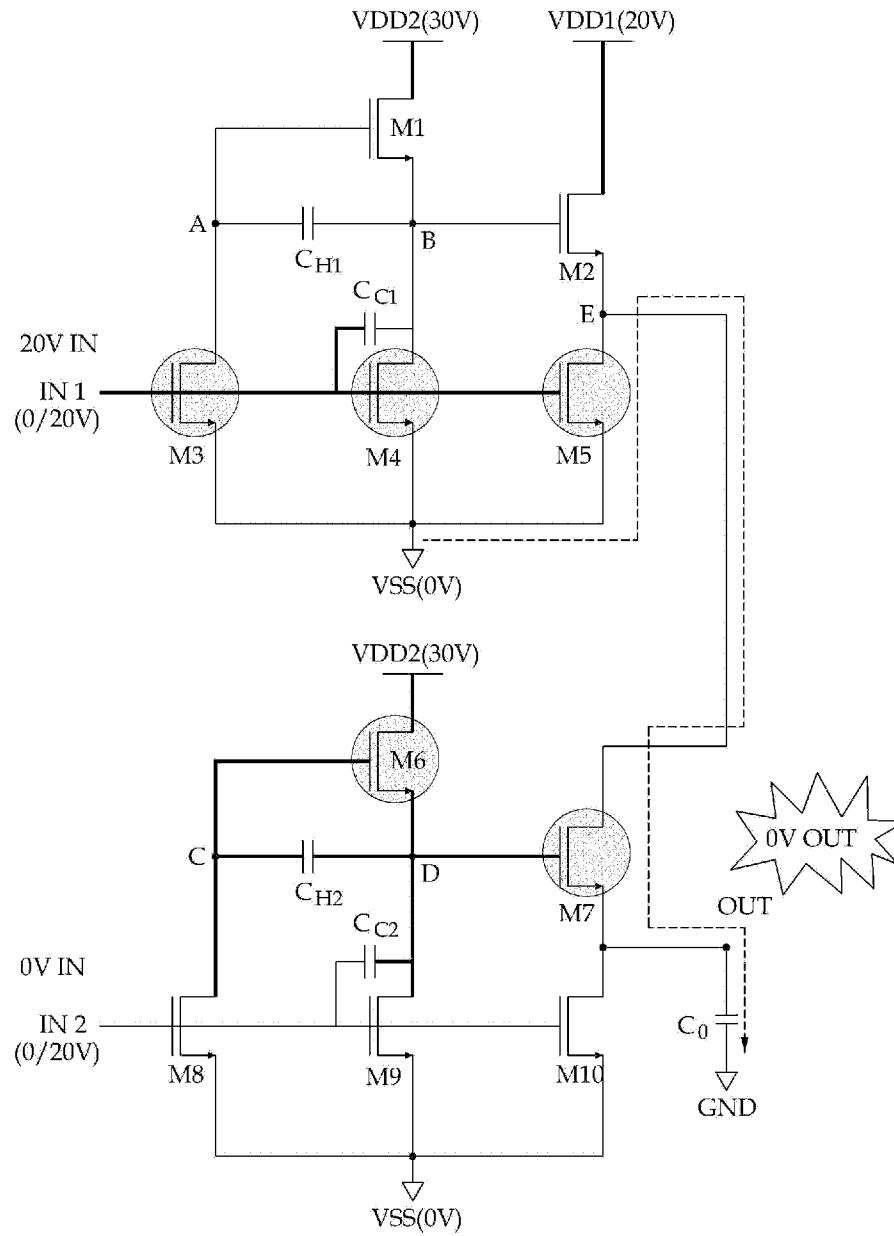 VDD2(30V)
VDD1(20V)
M1
A
B
CH1
M2
CC1
E
20V IN
IN 1
(0/20V)
M3
M4
M5
VSS(0V)
VDD2(30V)
M6
C
D
CH2
M7
0V OUT
OUT
CC2
0V IN
IN 2
(0/20V)
M8
M9
M10
C0
GND
VSS(0V)